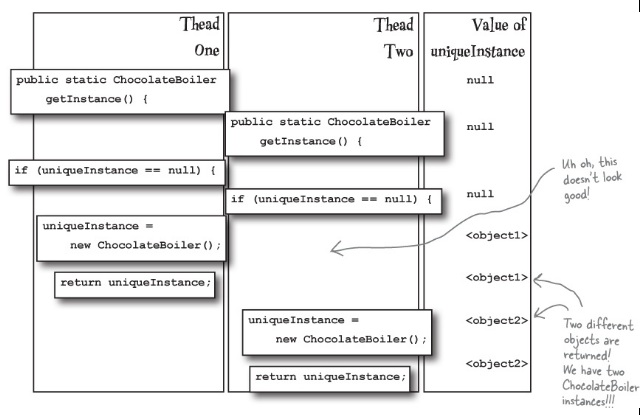 Thead
One
Thead
Two
Value of
uniqueInstance
public static ChocolateBoiler
getInstance() {
null
public static ChocolateBoiler
getInstance() {
null
if (uniqueInstance == null) {
if (uniqueInstance == null) {
null
Uh oh, this
doesn't look
good!
uniqueInstance =
new ChocolateBoiler();
<object1>
return uniqueInstance;
<object1>
uniqueInstance =
new ChocolateBoiler();
<object2>
return uniqueInstance;
<object2>
Two different
objects are
returned!
We have two
ChocolateBoiler
instances!!!